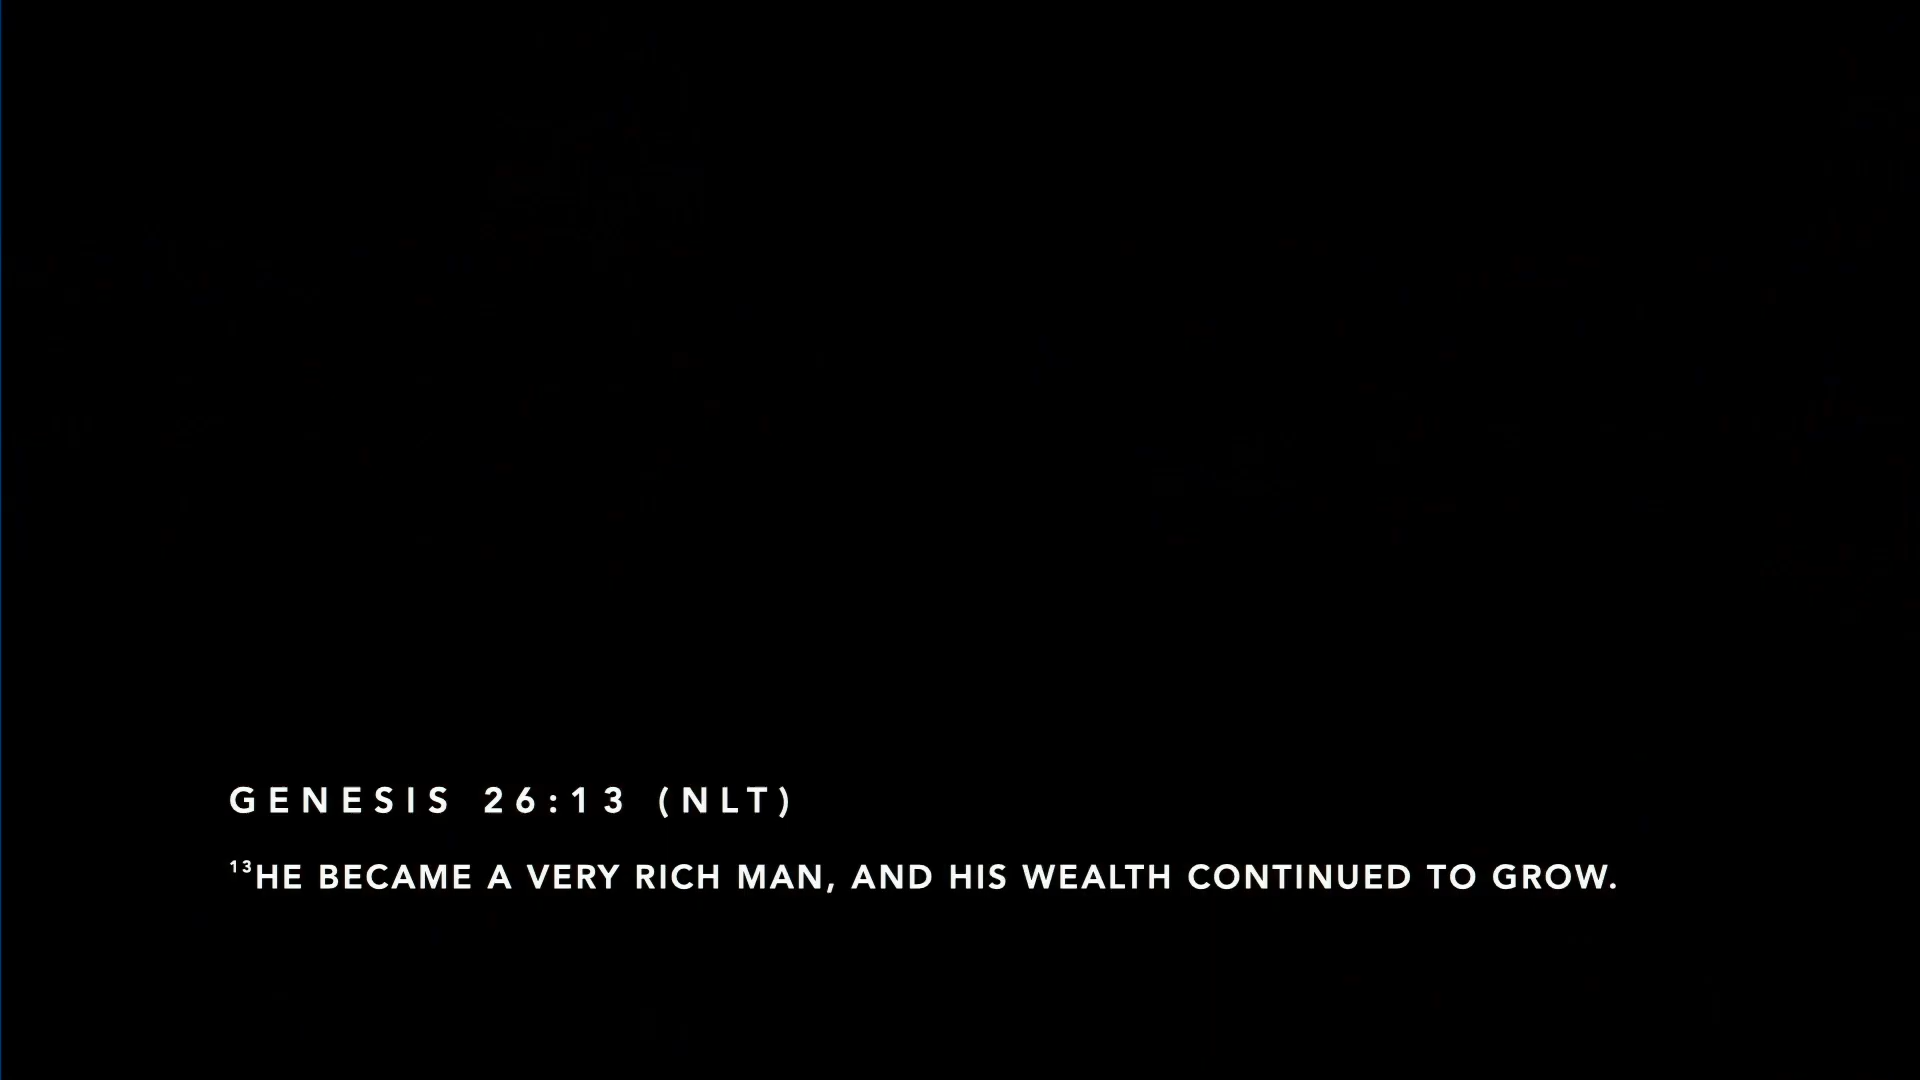 GENESIS 26:13 (NLT)
¹³HE BECAME A VERY RICH MAN, AND HIS WEALTH CONTINUED TO GROW.